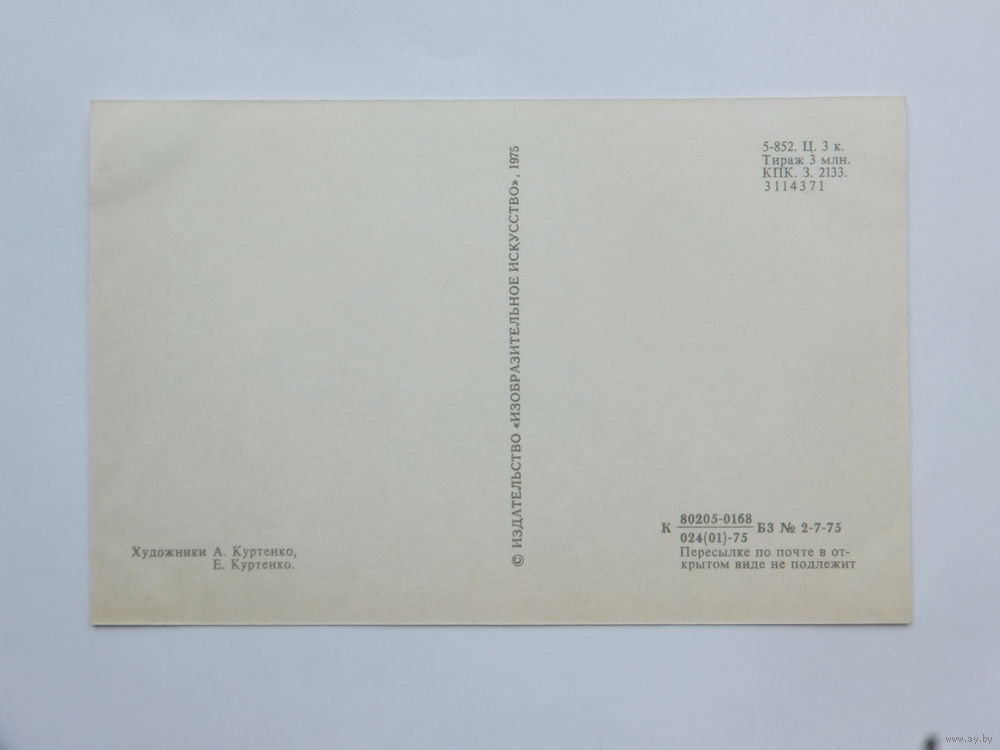 5-852. Ц. 3 к.
Тираж 3 млн.
КПК. З. 2133.
3114371
© ИЗДАТЕЛЬСТВО «ИЗОБРАЗИТЕЛЬНОЕ ИСКУССТВО», 1975
Художники А. Куртенко,
Е. Куртенко.
К 80205-0168 БЗ № 2-7-75
024(01)-75
Пересылке по почте в от-
крытом виде не подлежит
www.ay.by